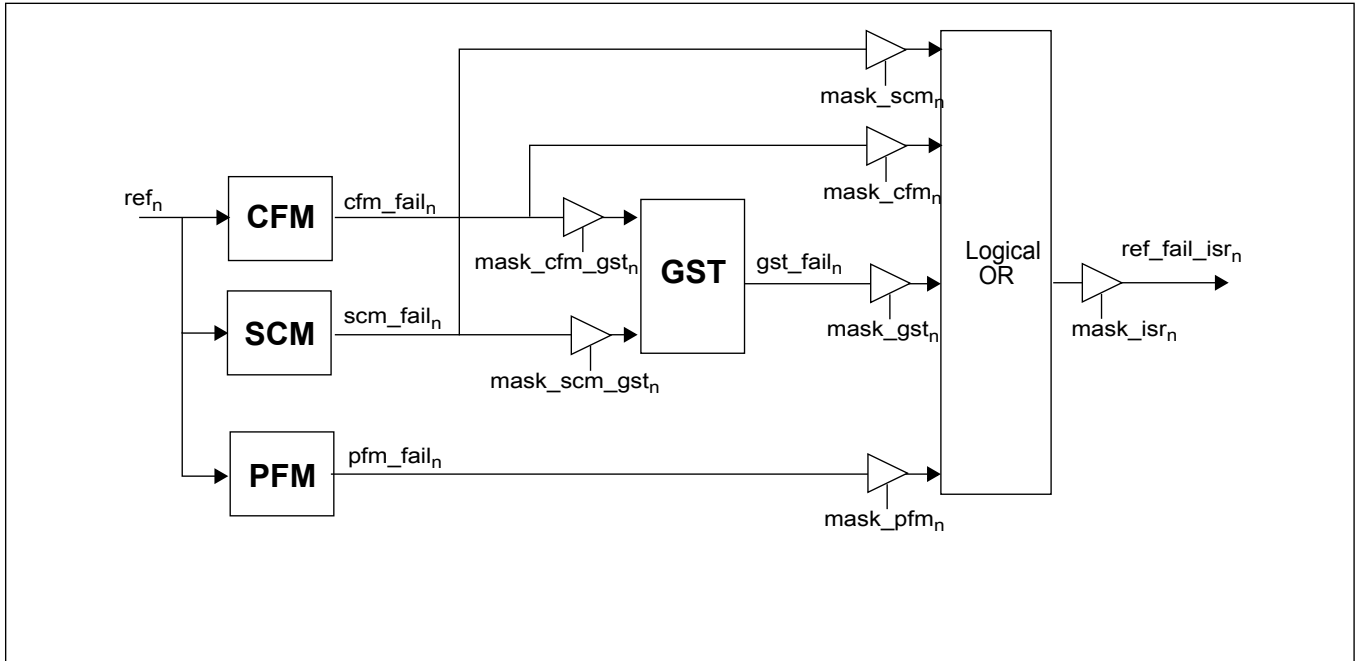 mask_scmn
mask_cfmn
refn
CFM
cfm_failn
mask_cfm_gstn
GST
gst_failn
mask_gstn
Logical
OR
ref_fail_isrn
mask_isrn
SCM
scm_failn
mask_scm_gstn
PFM
pfm_failn
mask_pfmn